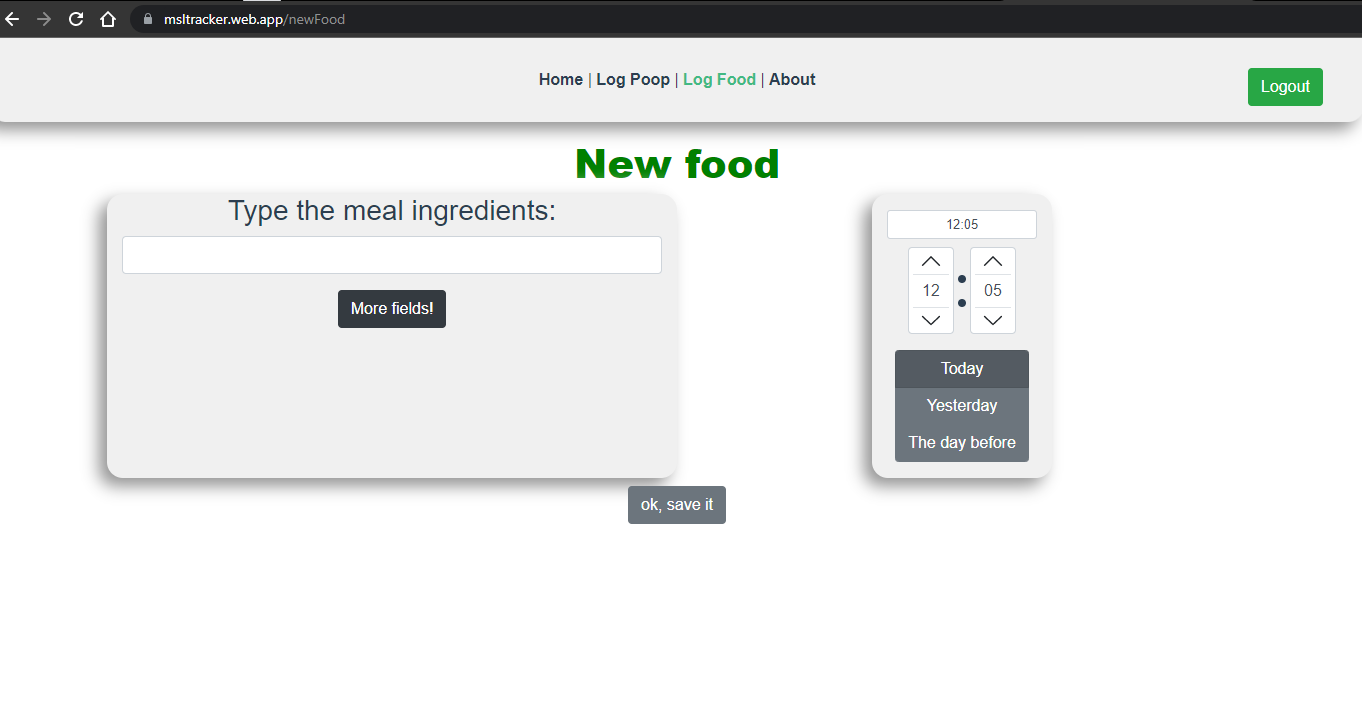 msltracker.web.app/newFood
Home | Log Poop | Log Food | About
Logout
New food
Type the meal ingredients:
More fields!
12:05
12 : 05
Today
Yesterday
The day before
ok, save it